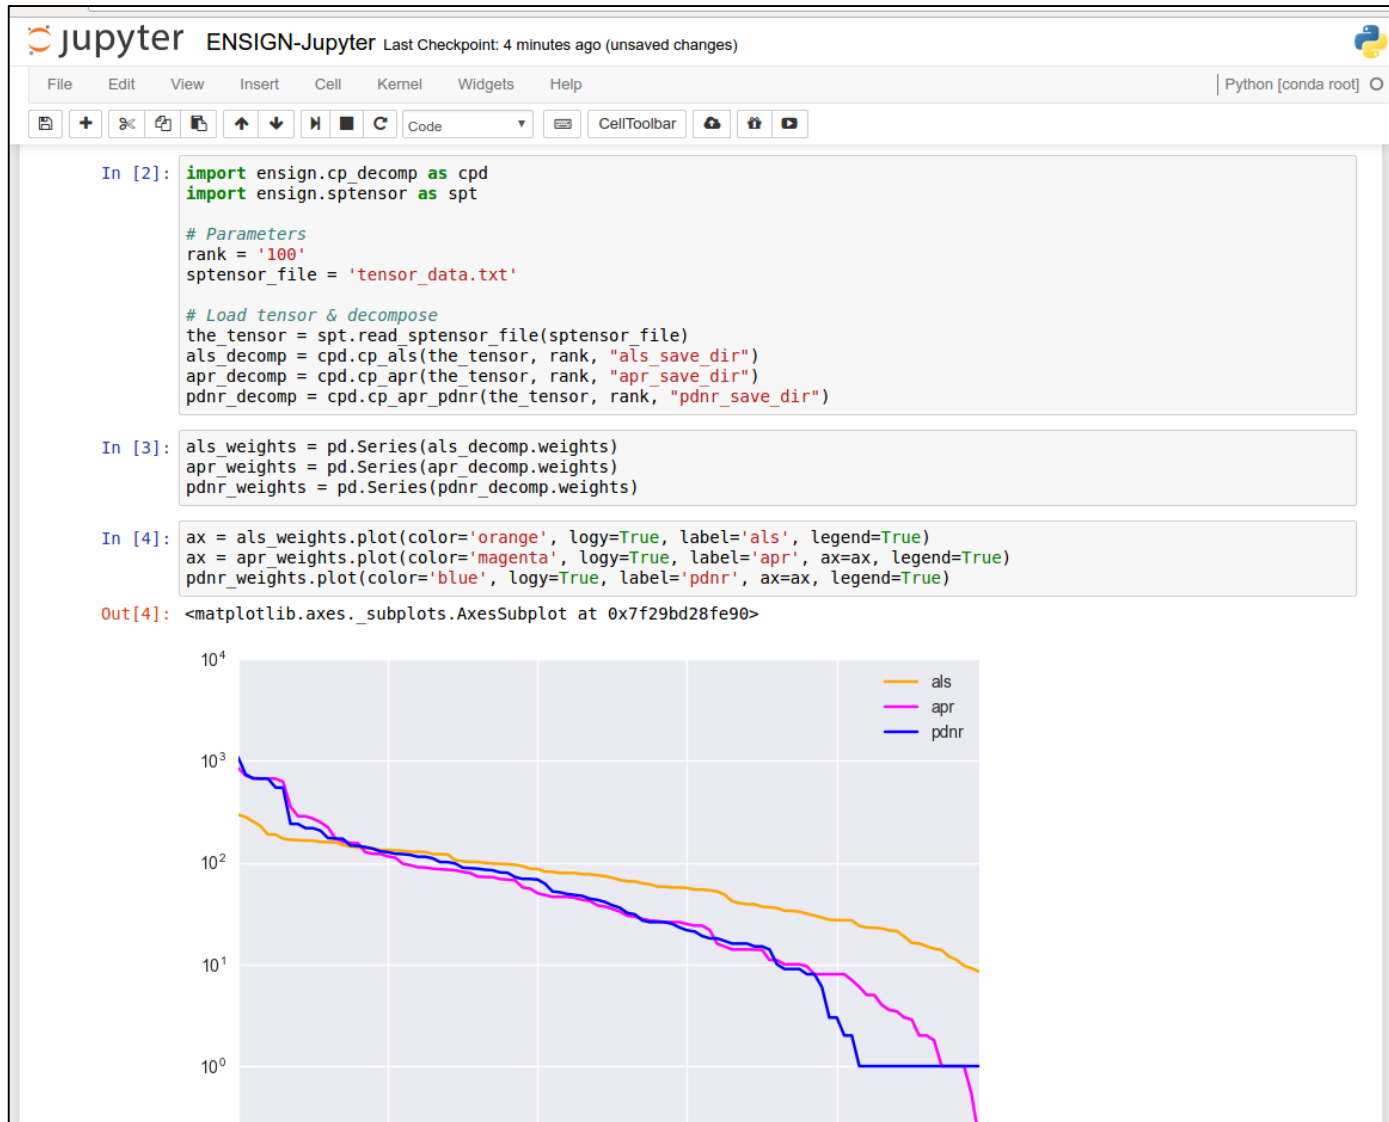 jupyter ENSIGN-Jupyter Last Checkpoint: 4 minutes ago (unsaved changes)
File Edit View Insert Cell Kernel Widgets Help Python [conda root]
Code CellToolbar
In [2]: import ensign.cp_decomp as cpd
import ensign.sptensor as spt
# Parameters
rank = '100'
sptensor_file = 'tensor_data.txt'
# Load tensor & decompose
the_tensor = spt.read_sptensor_file(sptensor_file)
als_decomp = cpd.cp_als(the_tensor, rank, "als_save_dir")
apr_decomp = cpd.cp_apr(the_tensor, rank, "apr_save_dir")
pdnr_decomp = cpd.cp_apr_pdnr(the_tensor, rank, "pdnr_save_dir")
In [3]: als_weights = pd.Series(als_decomp.weights)
apr_weights = pd.Series(apr_decomp.weights)
pdnr_weights = pd.Series(pdnr_decomp.weights)
In [4]: ax = als_weights.plot(color='orange', logy=True, label='als', legend=True)
ax = apr_weights.plot(color='magenta', logy=True, label='apr', ax=ax, legend=True)
pdnr_weights.plot(color='blue', logy=True, label='pdnr', ax=ax, legend=True)
Out[4]: <matplotlib.axes._subplots.AxesSubplot at 0x7f29bd28fe90>
10⁴
als
apr
pdnr
10³
10²
10¹
10⁰